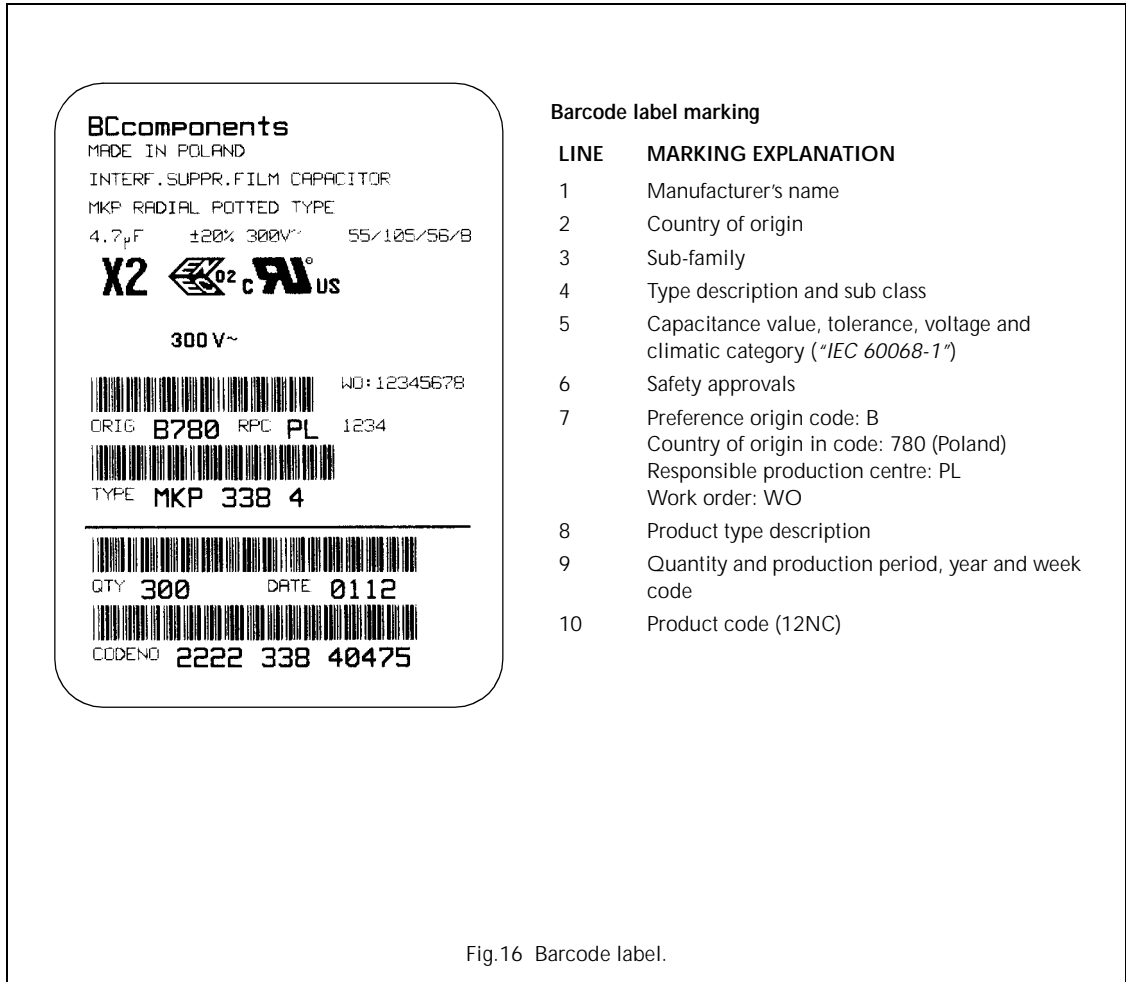 BCcomponents
MADE IN POLAND
INTERF.SUPPR.FILM CAPACITOR
MKP RADIAL POTTED TYPE
4.7µF ±20% 300V~ 55/105/56/B
X2 02 c US
300 V~
WO:12345678
ORIG B780 RPC PL 1234
TYPE MKP 338 4
QTY 300 DATE 0112
CODENO 2222 338 40475
Barcode label marking
LINE MARKING EXPLANATION
1 Manufacturer’s name
2 Country of origin
3 Sub-family
4 Type description and sub class
5 Capacitance value, tolerance, voltage and
climatic category (“IEC 60068-1”)
6 Safety approvals
7 Preference origin code: B
Country of origin in code: 780 (Poland)
Responsible production centre: PL
Work order: WO
8 Product type description
9 Quantity and production period, year and week
code
10 Product code (12NC)
Fig.16 Barcode label.